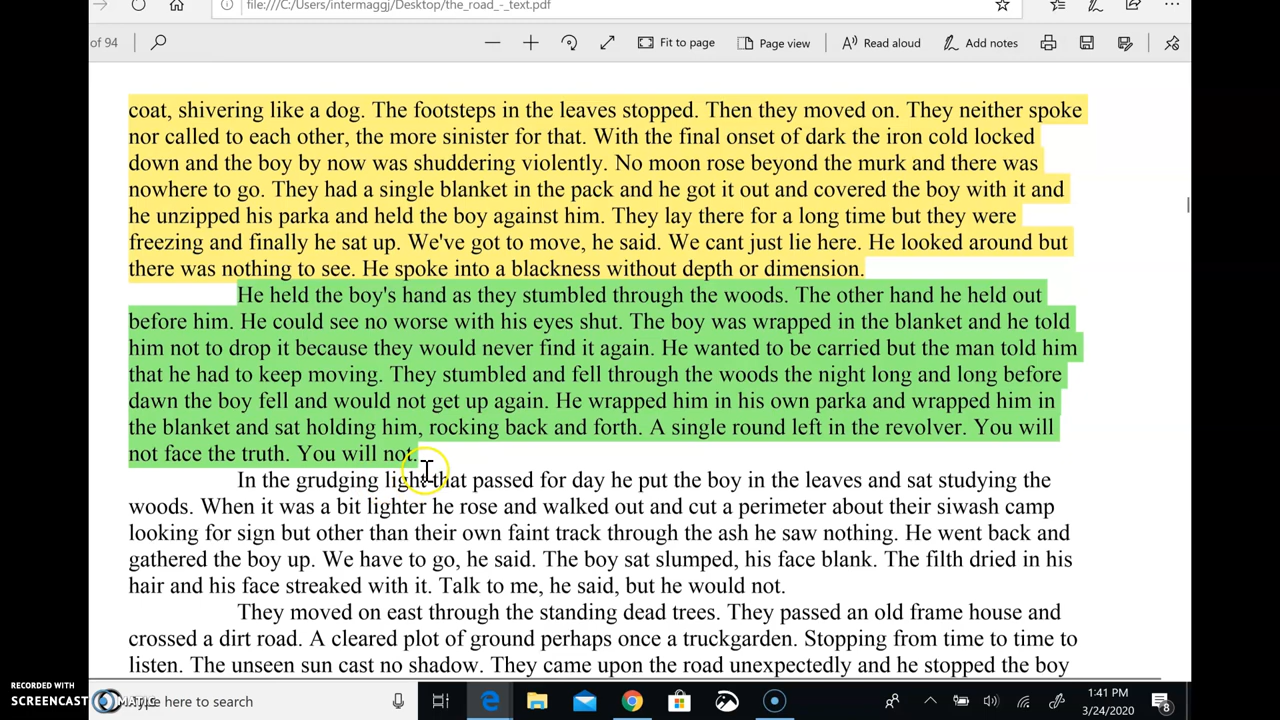 file:///C:/Users/intermaggj/Desktop/the_road_-_text.pdf
of 94
Fit to page
Page view
Read aloud
Add notes
coat, shivering like a dog. The footsteps in the leaves stopped. Then they moved on. They neither spoke
nor called to each other, the more sinister for that. With the final onset of dark the iron cold locked
down and the boy by now was shuddering violently. No moon rose beyond the murk and there was
nowhere to go. They had a single blanket in the pack and he got it out and covered the boy with it and
he unzipped his parka and held the boy against him. They lay there for a long time but they were
freezing and finally he sat up. We've got to move, he said. We cant just lie here. He looked around but
there was nothing to see. He spoke into a blackness without depth or dimension.
He held the boy's hand as they stumbled through the woods. The other hand he held out
before him. He could see no worse with his eyes shut. The boy was wrapped in the blanket and he told
him not to drop it because they would never find it again. He wanted to be carried but the man told him
that he had to keep moving. They stumbled and fell through the woods the night long and long before
dawn the boy fell and would not get up again. He wrapped him in his own parka and wrapped him in
the blanket and sat holding him, rocking back and forth. A single round left in the revolver. You will
not face the truth. You will not.
In the grudging light that passed for day he put the boy in the leaves and sat studying the
woods. When it was a bit lighter he rose and walked out and cut a perimeter about their siwash camp
looking for sign but other than their own faint track through the ash he saw nothing. He went back and
gathered the boy up. We have to go, he said. The boy sat slumped, his face blank. The filth dried in his
hair and his face streaked with it. Talk to me, he said, but he would not.
They moved on east through the standing dead trees. They passed an old frame house and
crossed a dirt road. A cleared plot of ground perhaps once a truckgarden. Stopping from time to time to
listen. The unseen sun cast no shadow. They came upon the road unexpectedly and he stopped the boy
RECORDED WITH
SCREENCAST MATIC
Type here to search
1:41 PM
3/24/2020
8